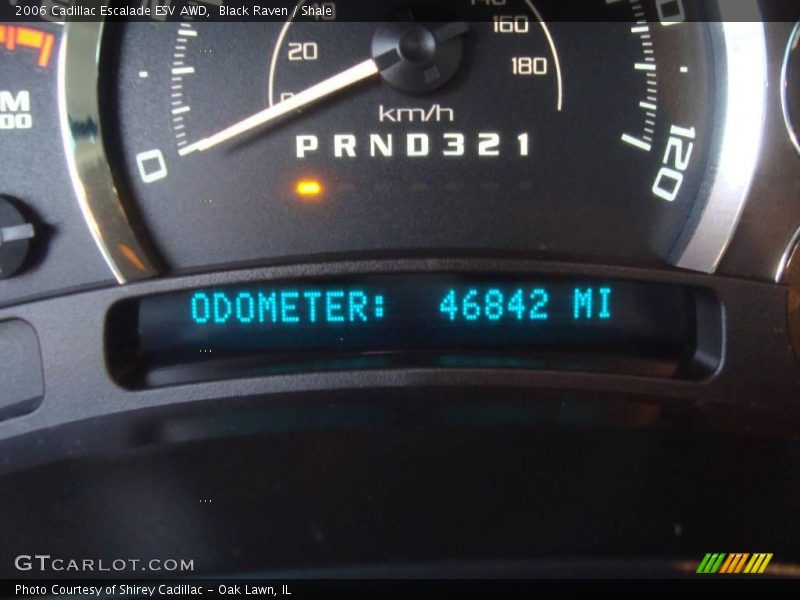 2006 Cadillac Escalade ESV AWD, Black Raven / Shale
20
160
180
km/h
0
PRND321
120
ODOMETER: 46842 MI
GTCARLOT.COM
Photo Courtesy of Shirey Cadillac - Oak Lawn, IL